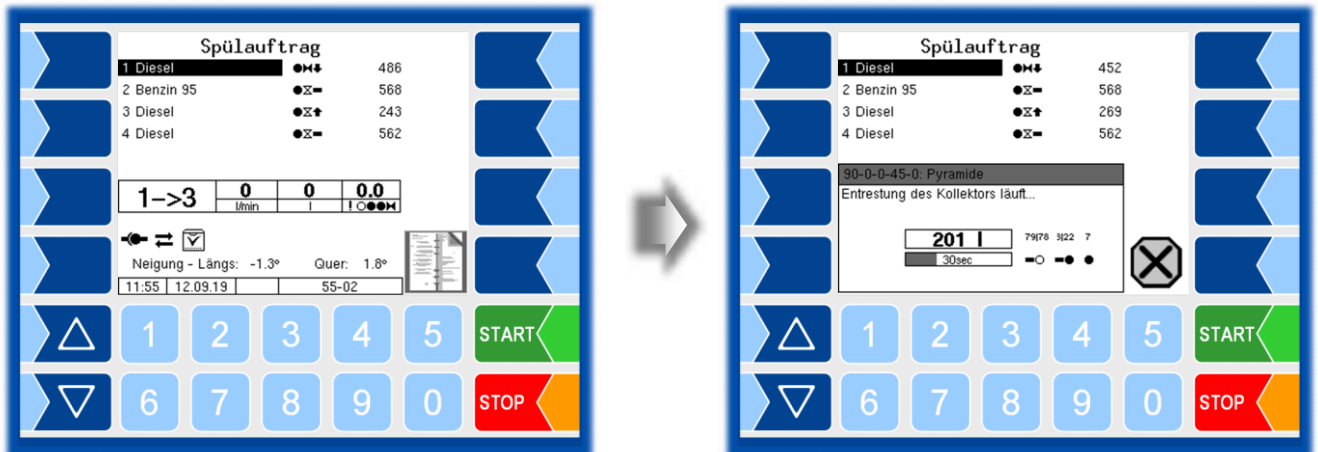 Spülauftrag
1 Diesel 486
2 Benzin 95 568
3 Diesel 243
4 Diesel 562
1->3 0 0 0.0
l/min l !
Neigung - Längs: -1.3° Quer: 1.8°
11:55 12.09.19 55-02
1 2 3 4 5 START
6 7 8 9 0 STOP
Spülauftrag
1 Diesel 452
2 Benzin 95 568
3 Diesel 269
4 Diesel 562
90-0-0-45-0: Pyramide
Entrestung des Kollektors läuft...
201 l 79|78 3|22 7
30sec
1 2 3 4 5 START
6 7 8 9 0 STOP